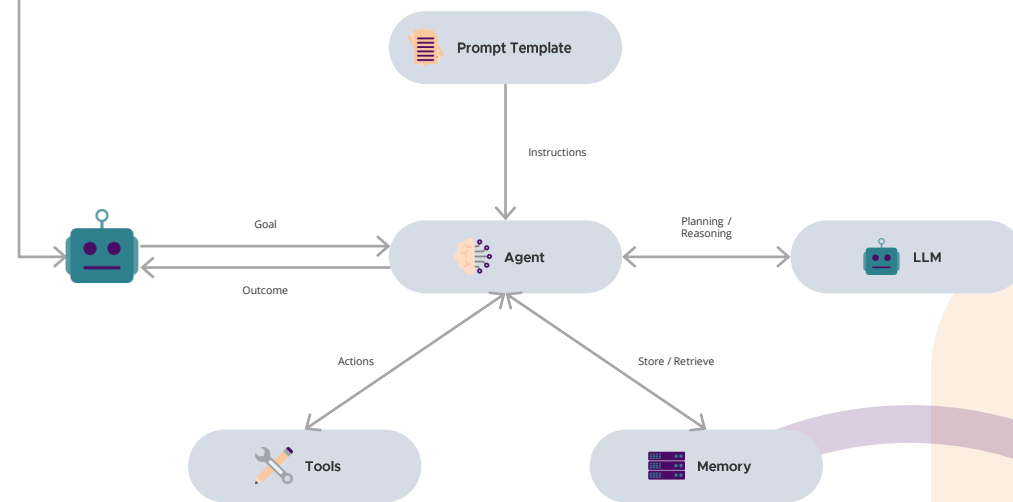 Prompt Template
Instructions
Goal
Planning /
Reasoning
Agent
LLM
Outcome
Actions
Store / Retrieve
Tools
Memory